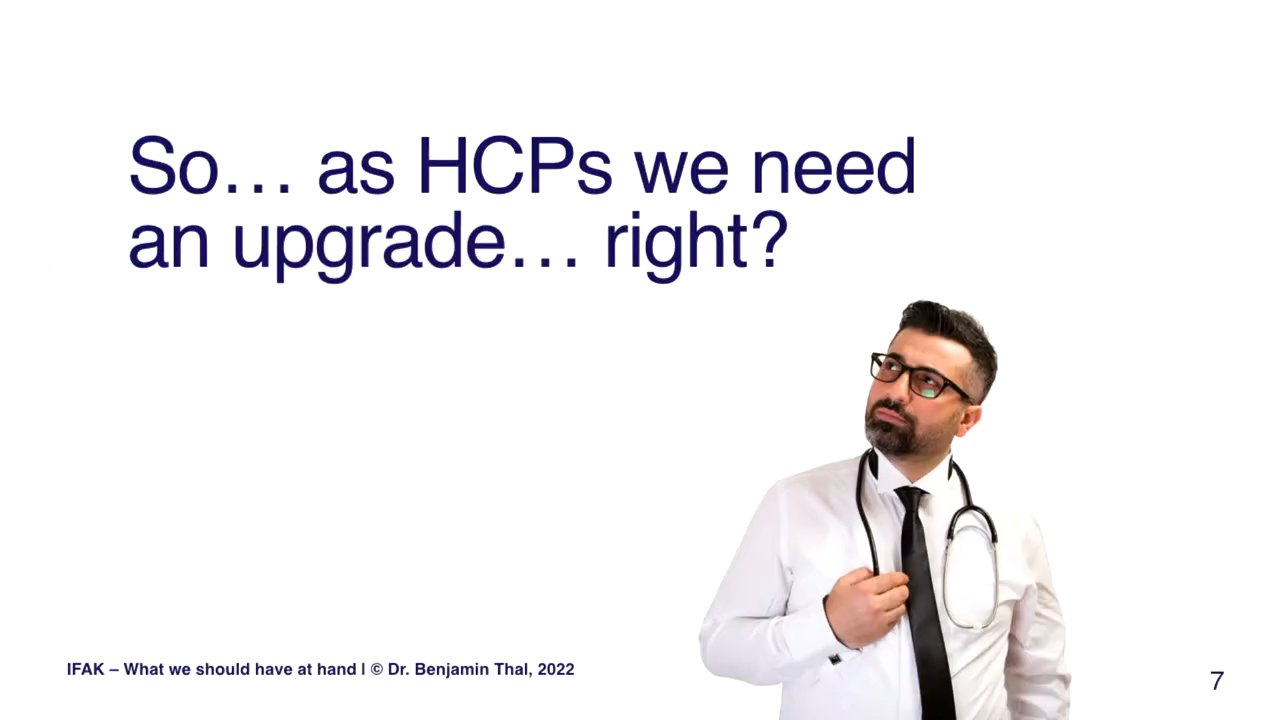 So… as HCPs we need
an upgrade… right?
IFAK – What we should have at hand | © Dr. Benjamin Thal, 2022
7